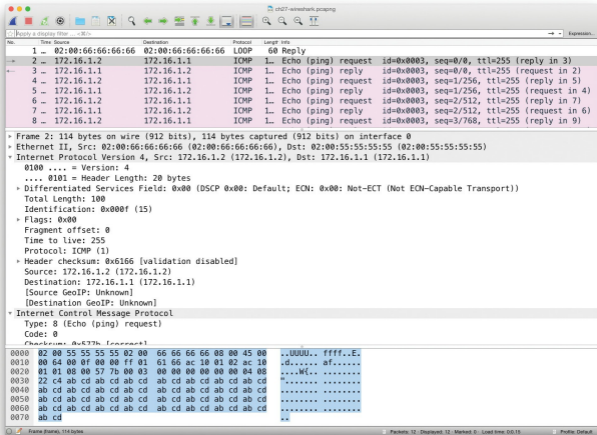 ch07-wireshark.pcapng
Apply a display filter ... <⌘/>
Expression...
No. Time Source Destination Protocol Length Info
1 … 02:00:66:66:66:66 02:00:66:66:66:66 LOOP 60 Reply
2 … 172.16.1.2 172.16.1.1 ICMP 1… Echo (ping) request id=0x0003, seq=0/0, ttl=255 (reply in 3)
3 … 172.16.1.1 172.16.1.2 ICMP 1… Echo (ping) reply id=0x0003, seq=0/0, ttl=255 (request in 2)
4 … 172.16.1.2 172.16.1.1 ICMP 1… Echo (ping) request id=0x0003, seq=1/256, ttl=255 (reply in 5)
5 … 172.16.1.1 172.16.1.2 ICMP 1… Echo (ping) reply id=0x0003, seq=1/256, ttl=255 (request in 4)
6 … 172.16.1.2 172.16.1.1 ICMP 1… Echo (ping) request id=0x0003, seq=2/512, ttl=255 (reply in 7)
7 … 172.16.1.1 172.16.1.2 ICMP 1… Echo (ping) reply id=0x0003, seq=2/512, ttl=255 (request in 6)
8 … 172.16.1.2 172.16.1.1 ICMP 1… Echo (ping) request id=0x0003, seq=3/768, ttl=255 (reply in 9)
Frame 2: 114 bytes on wire (912 bits), 114 bytes captured (912 bits) on interface 0
Ethernet II, Src: 02:00:66:66:66:66 (02:00:66:66:66:66), Dst: 02:00:55:55:55:55 (02:00:55:55:55:55)
Internet Protocol Version 4, Src: 172.16.1.2 (172.16.1.2), Dst: 172.16.1.1 (172.16.1.1)
0100 .... = Version: 4
.... 0101 = Header Length: 20 bytes
Differentiated Services Field: 0x00 (DSCP 0x00: Default; ECN: 0x00: Not-ECT (Not ECN-Capable Transport))
Total Length: 100
Identification: 0x000f (15)
Flags: 0x00
Fragment offset: 0
Time to live: 255
Protocol: ICMP (1)
Header checksum: 0x6166 [validation disabled]
Source: 172.16.1.2 (172.16.1.2)
Destination: 172.16.1.1 (172.16.1.1)
[Source GeoIP: Unknown]
[Destination GeoIP: Unknown]
Internet Control Message Protocol
Type: 8 (Echo (ping) request)
Code: 0
Checksum: 0x577b [correct]
0000 02 00 55 55 55 55 02 00 66 66 66 66 08 00 45 00 ..UUUU.. ffff..E.
0010 00 64 00 0f 00 00 ff 01 61 66 ac 10 01 02 ac 10 .d...... af......
0020 01 01 08 00 57 7b 00 03 00 00 00 00 00 00 04 08 ....W{.. ........
0030 22 c4 ab cd ab cd ab cd ab cd ab cd ab cd ab cd "....... ........
0040 ab cd ab cd ab cd ab cd ab cd ab cd ab cd ab cd ........ ........
0050 ab cd ab cd ab cd ab cd ab cd ab cd ab cd ab cd ........ ........
0060 ab cd ab cd ab cd ab cd ab cd ab cd ab cd ab cd ........ ........
0070 ab cd ..
Frame (frame), 114 bytes
Packets: 12 · Displayed: 12 · Marked: 0 · Load time: 0:0.15
Profile: Default